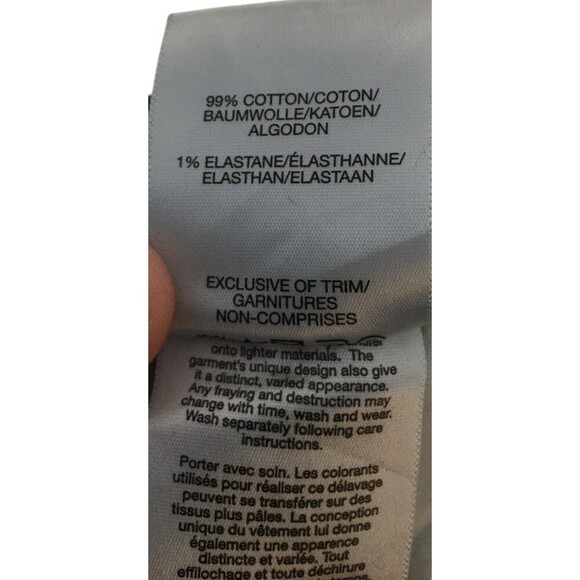 99% COTTON/COTON/
BAUMWOLLE/KATOEN/
ALGODON
1% ELASTANE/ÉLASTHANNE/
ELASTHAN/ELASTAAN
EXCLUSIVE OF TRIM/
GARNITURES
NON-COMPRISES
onto lighter materials. The
garment's unique design also give
it a distinct, varied appearance.
Any fraying and destruction may
change with time, wash and wear.
Wash separately following care
instructions.
Porter avec soin. Les colorants
utilisés pour réaliser ce délavage
peuvent se transférer sur des
tissus plus pâles. La conception
unique du vêtement lui donne
également une apparence
distincte et variée. Tout
effilochage et toute déchirure